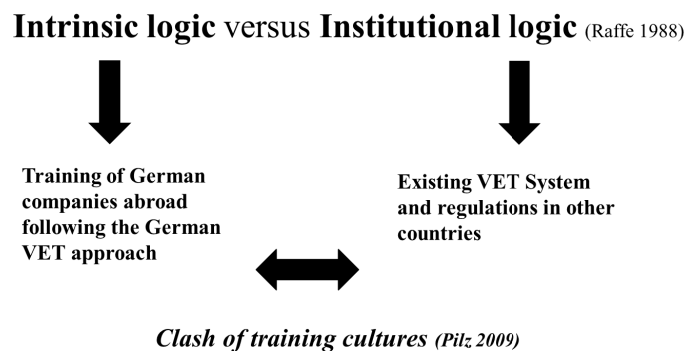 Intrinsic logic versus Institutional logic (Raffe 1988)
Training of German
companies abroad
following the German
VET approach
Existing VET System
and regulations in other
countries
Clash of training cultures (Pilz 2009)